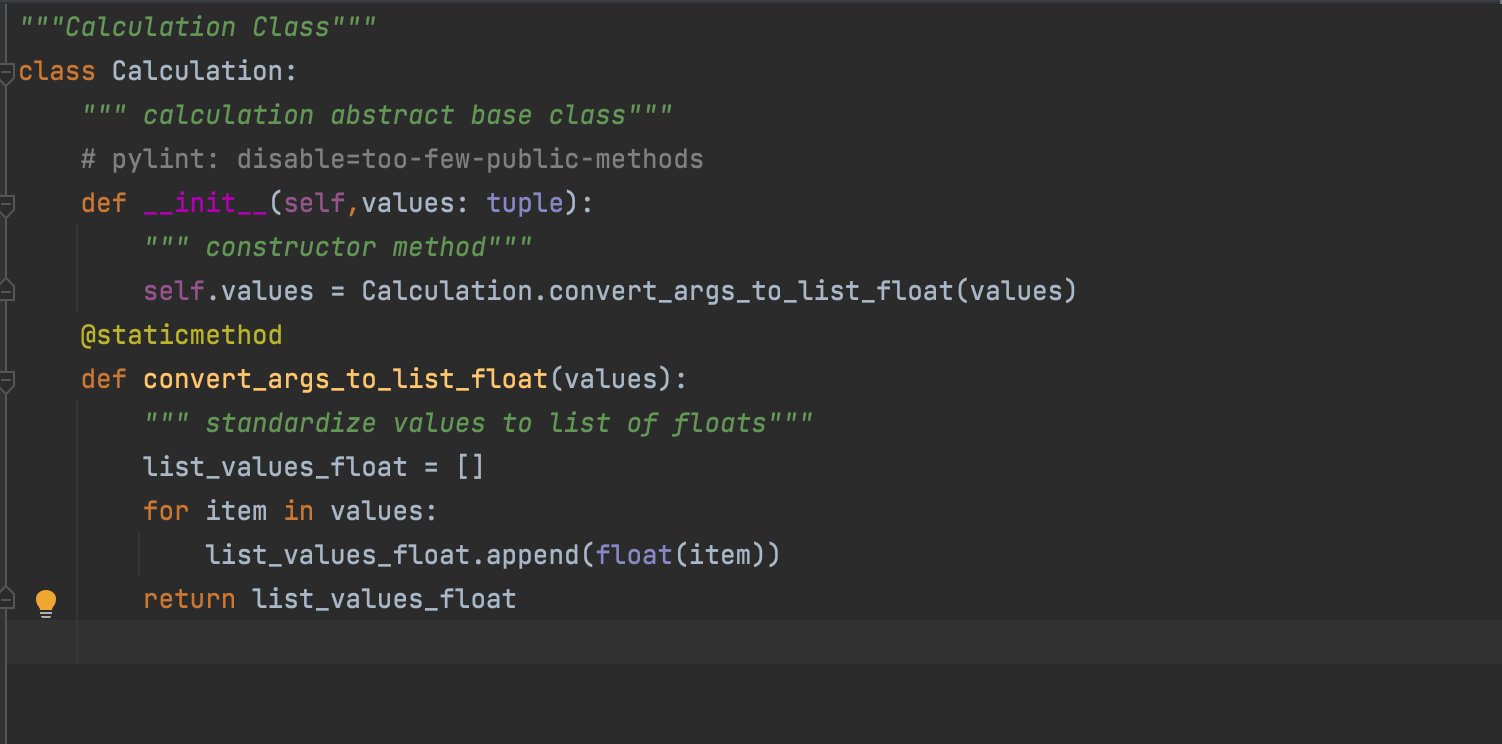 """Calculation Class"""
class Calculation:
    """ calculation abstract base class"""
    # pylint: disable=too-few-public-methods
    def __init__(self,values: tuple):
        """ constructor method"""
        self.values = Calculation.convert_args_to_list_float(values)
    @staticmethod
    def convert_args_to_list_float(values):
        """ standardize values to list of floats"""
        list_values_float = []
        for item in values:
            list_values_float.append(float(item))
        return list_values_float